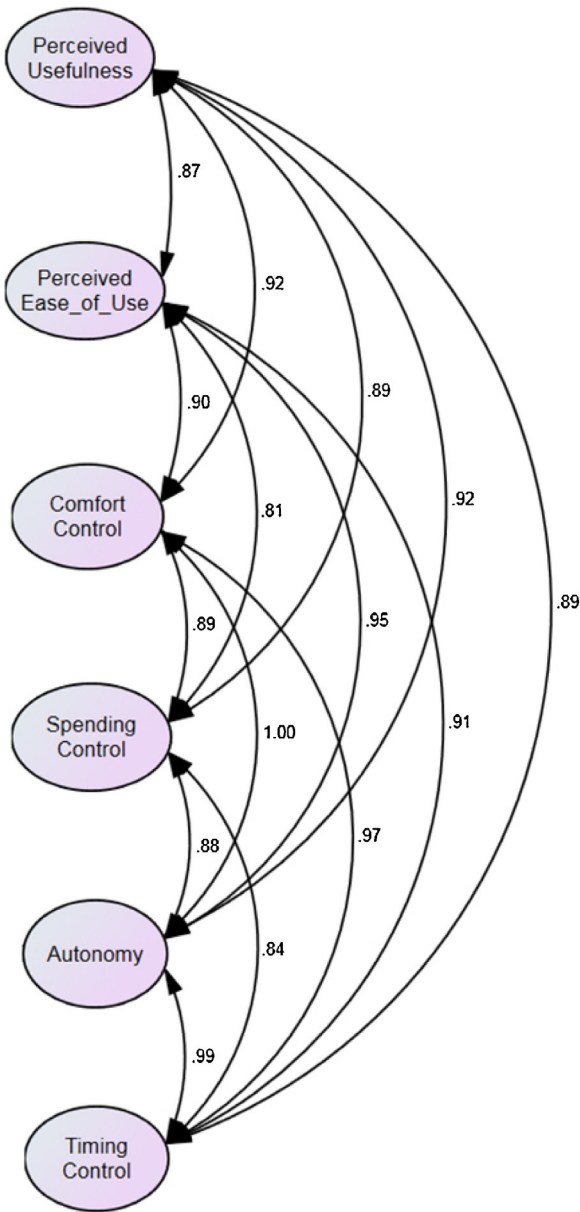 Perceived
Usefulness
.87
Perceived
Ease_of_Use
.92
.90
.89
Comfort
Control
.92
.81
.89
.95
.89
Spending
Control
1.00
.91
.88
.97
Autonomy
.84
.99
Timing
Control